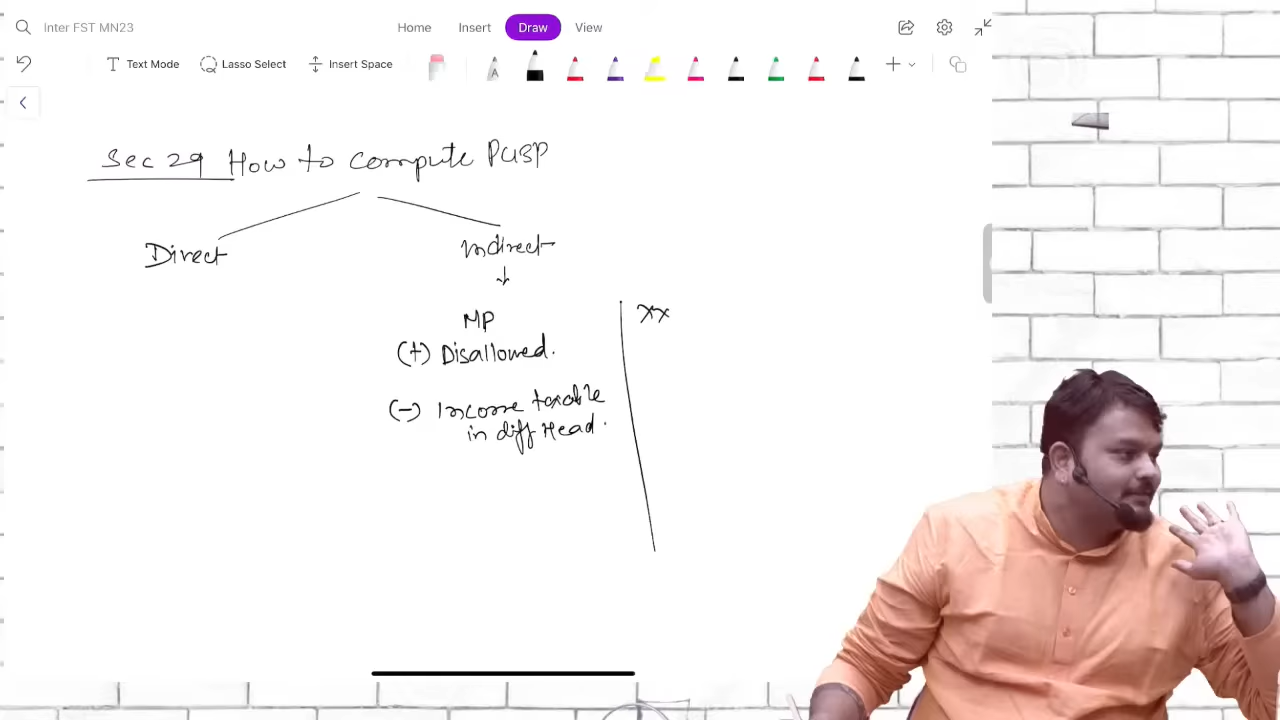 Inter FST MN23
Home
Insert
Draw
View
Text Mode
Lasso Select
Insert Space
A
Sec 29 How to compute PGBP
Direct
Indirect
NP
(+) Disallowed.
(-) Income taxable
in diff Head.
xx